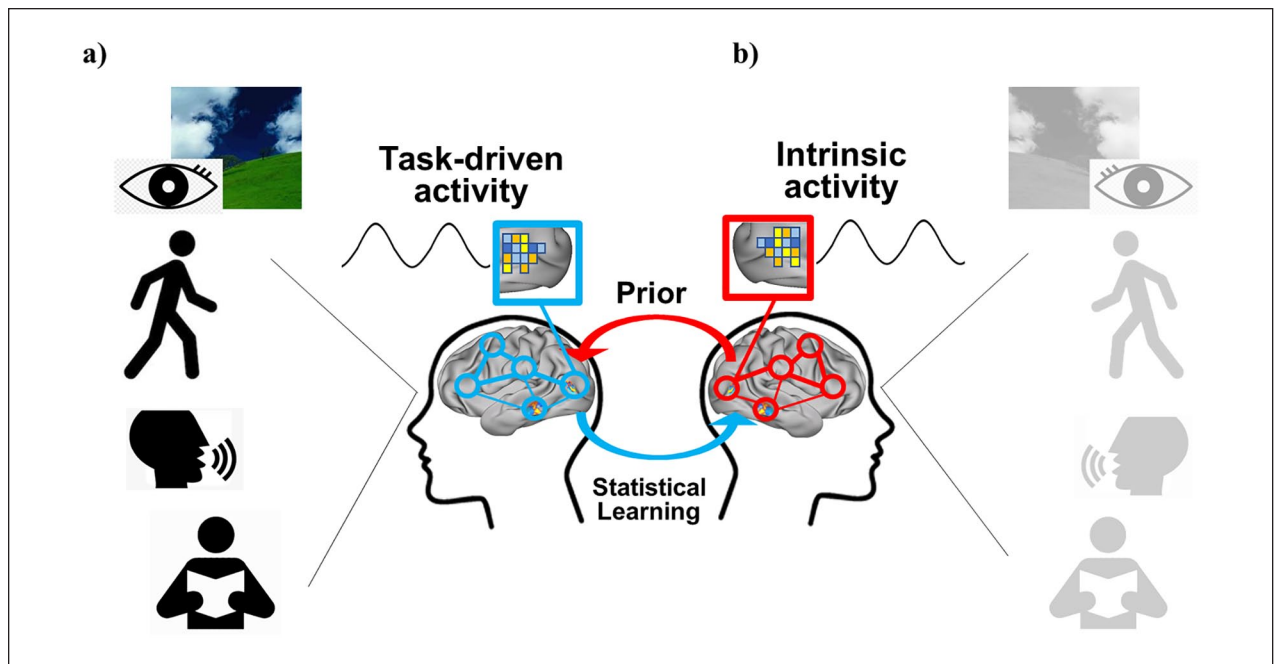 a)
b)
Task-driven
activity
Intrinsic
activity
Prior
Statistical
Learning